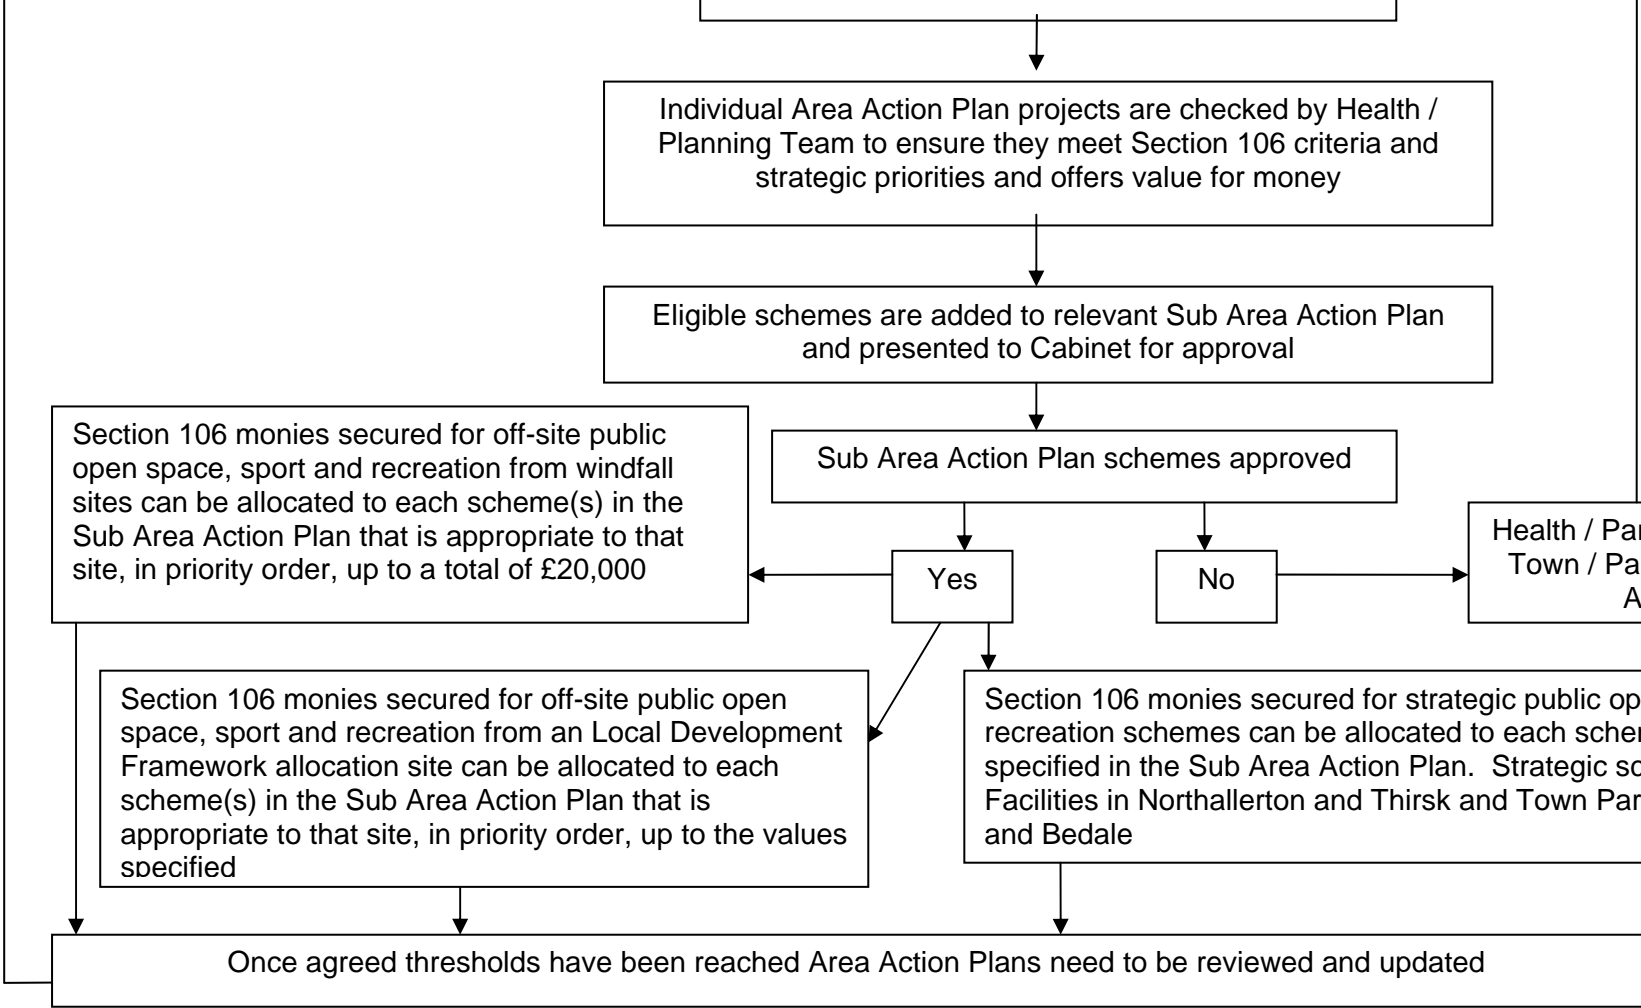 Individual Area Action Plan projects are checked by Health /
Planning Team to ensure they meet Section 106 criteria and
strategic priorities and offers value for money
Eligible schemes are added to relevant Sub Area Action Plan
and presented to Cabinet for approval
Section 106 monies secured for off-site public
open space, sport and recreation from windfall
sites can be allocated to each scheme(s) in the
Sub Area Action Plan that is appropriate to that
site, in priority order, up to a total of £20,000
Sub Area Action Plan schemes approved
Yes
No
Health /
Town /
Section 106 monies secured for off-site public open
space, sport and recreation from an Local Development
Framework allocation site can be allocated to each
scheme(s) in the Sub Area Action Plan that is
appropriate to that site, in priority order, up to the values
specified
Section 106 monies secured for strategic public
recreation schemes can be allocated to each
specified in the Sub Area Action Plan. Strategic
Facilities in Northallerton and Thirsk and Town
and Bedale
Once agreed thresholds have been reached Area Action Plans need to be reviewed and updated